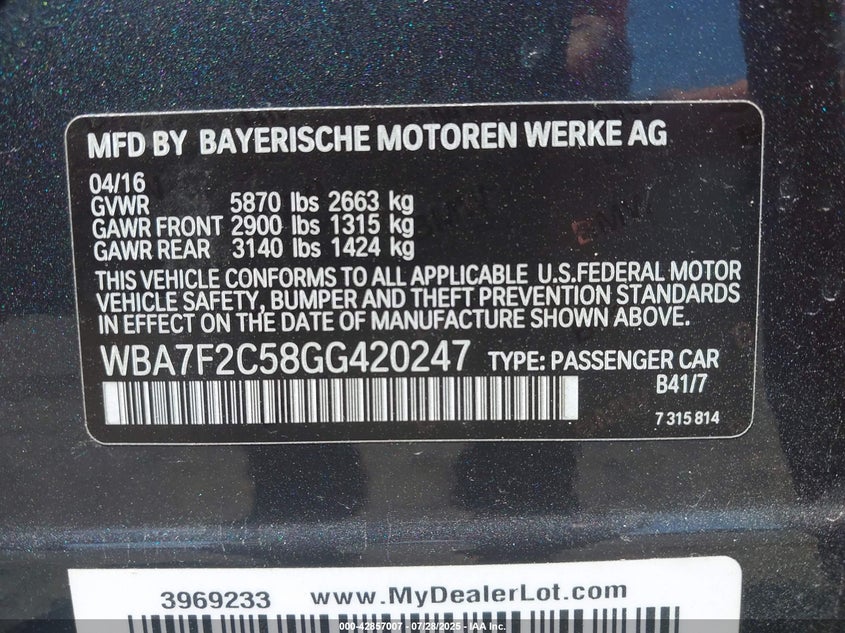 MFD BY BAYERISCHE MOTOREN WERKE AG
04/16
GVWR 5870 lbs 2663 kg
GAWR FRONT 2900 lbs 1315 kg
GAWR REAR 3140 lbs 1424 kg
THIS VEHICLE CONFORMS TO ALL APPLICABLE U.S.FEDERAL MOTOR
VEHICLE SAFETY, BUMPER AND THEFT PREVENTION STANDARDS
IN EFFECT ON THE DATE OF MANUFACTURE SHOWN ABOVE.
WBA7F2C58GG420247 TYPE: PASSENGER CAR
B41/7
7 315 814
3969233 www.MyDealerLot.com
000-42857007 - 07/28/2025 - IAA Inc.